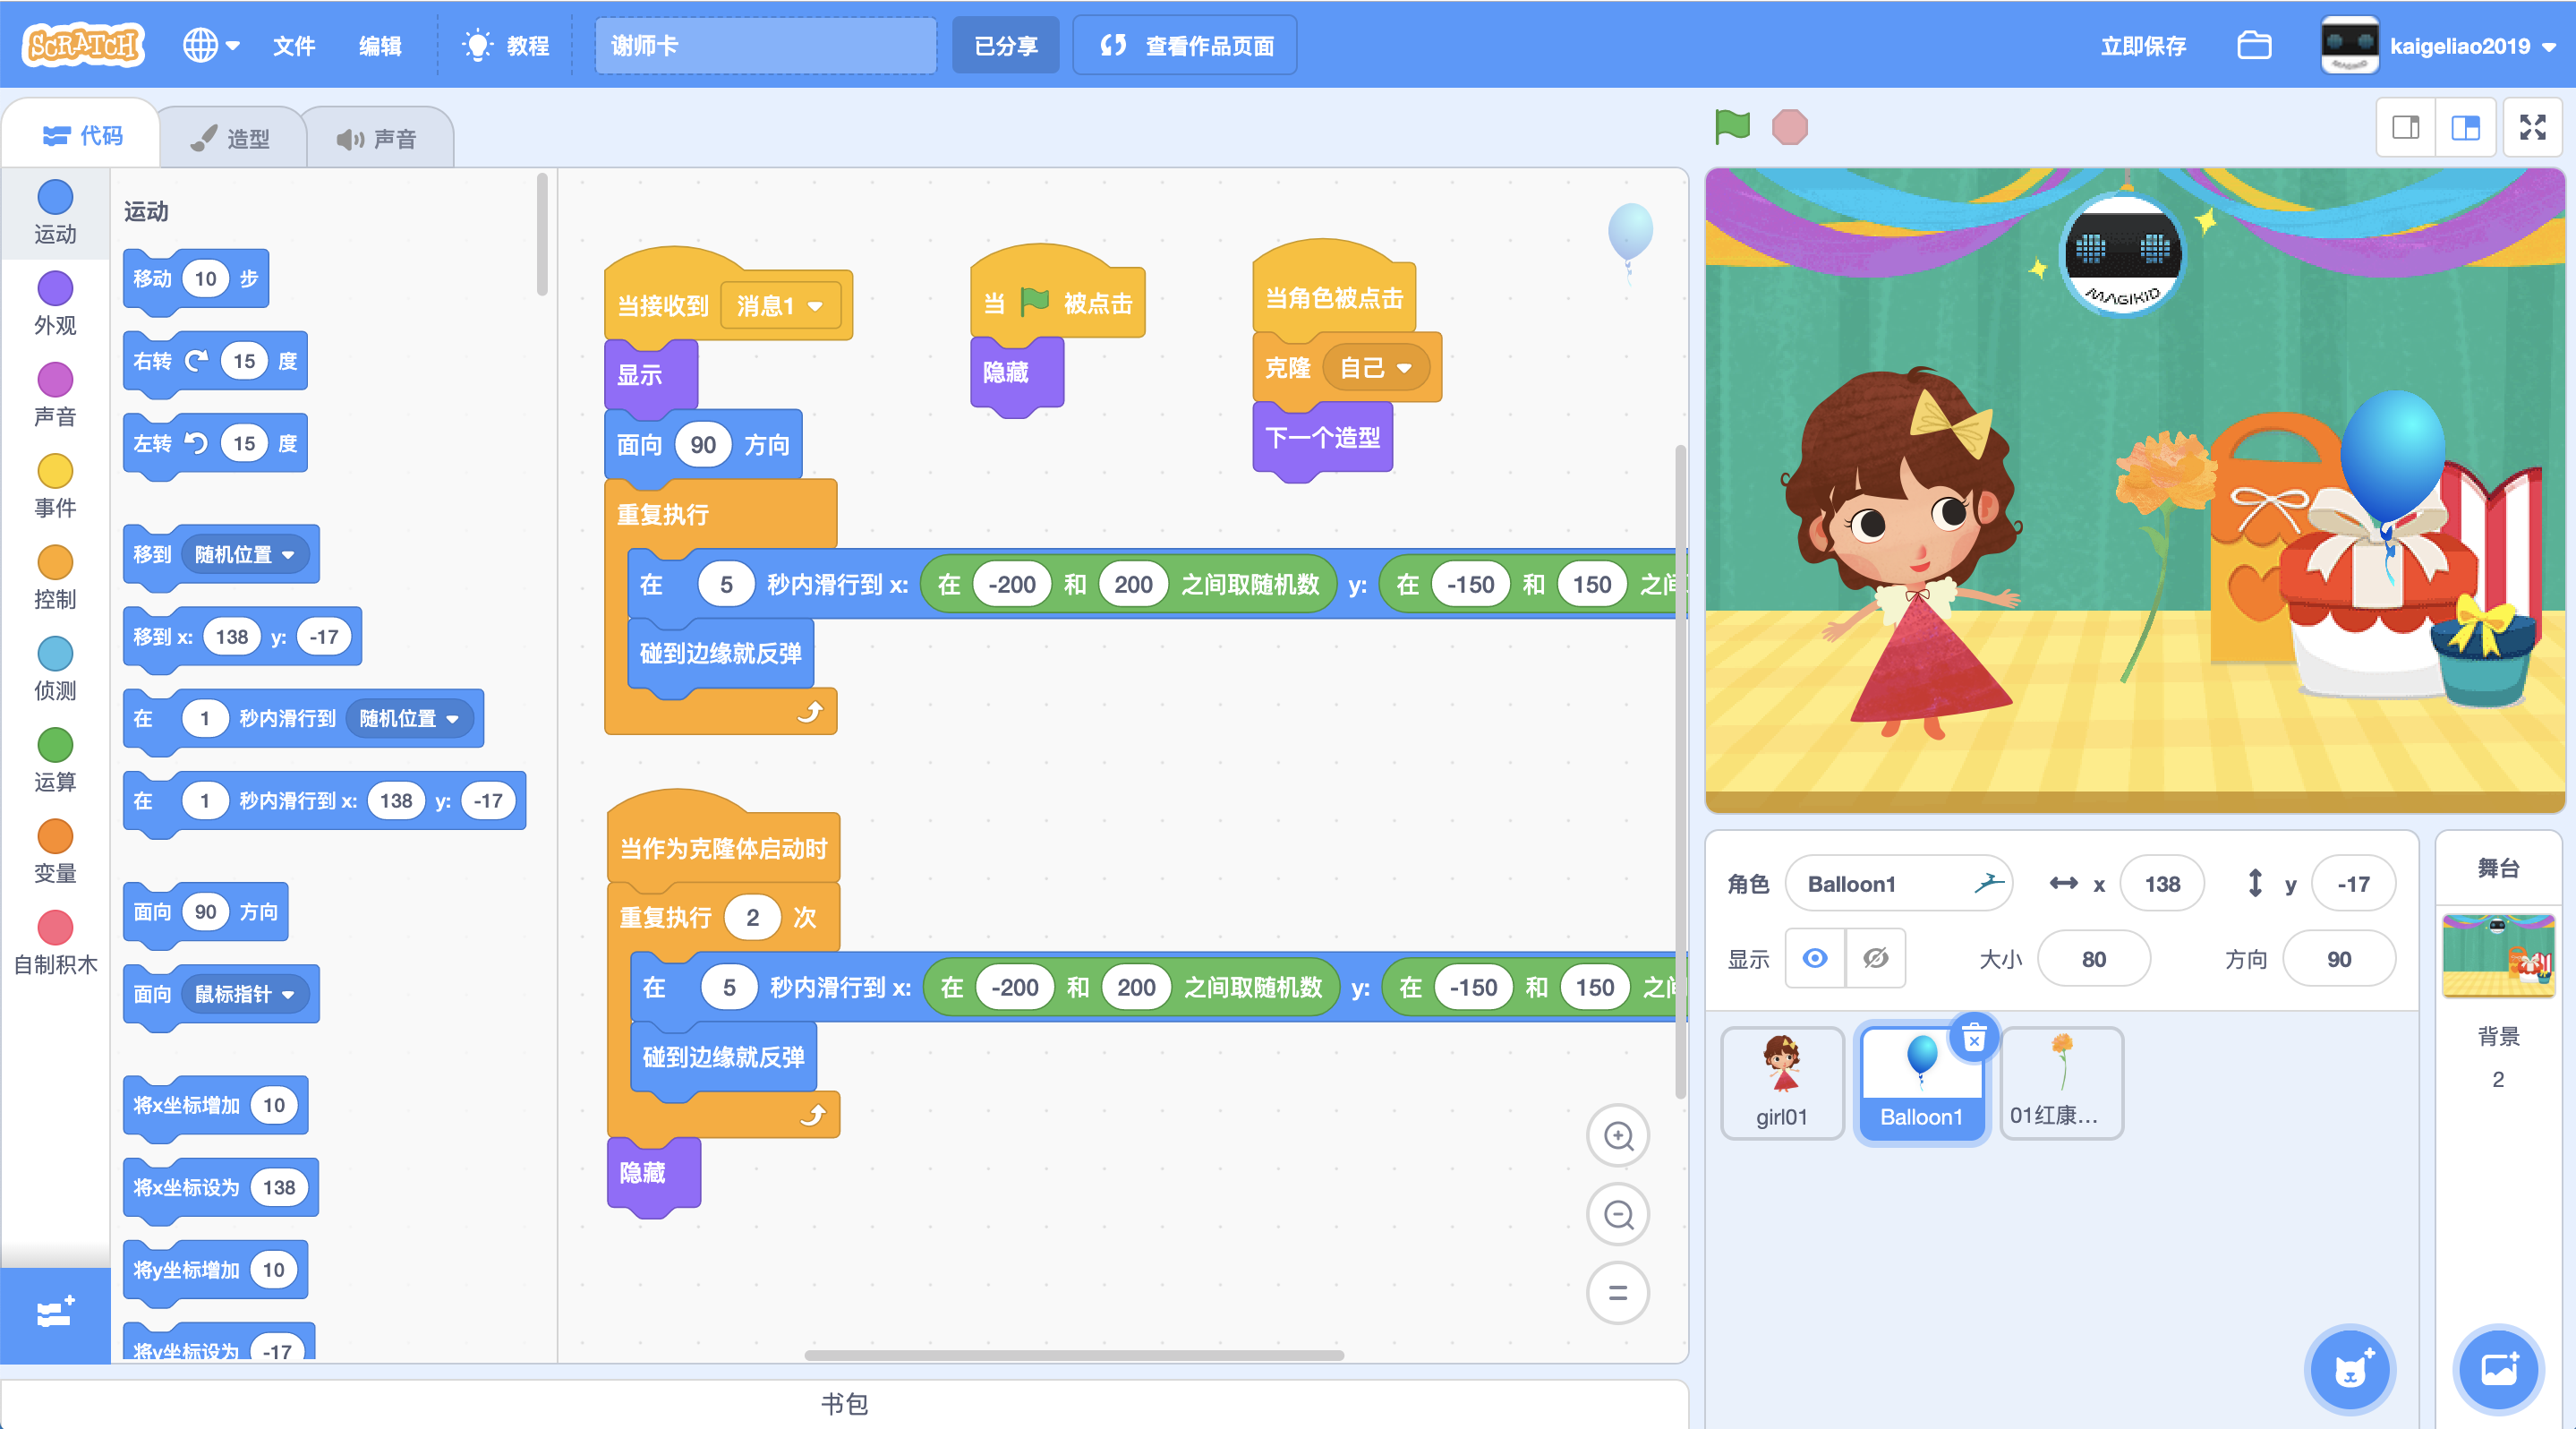 SCRATCH
文件
编辑
教程
谢师卡
已分享
查看作品页面
立即保存
kaigeliao2019
代码
造型
声音
运动
外观
声音
事件
控制
侦测
运算
变量
自制积木
运动
移动 10 步
右转 15 度
左转 15 度
移到 随机位置
移到 x: 138 y: -17
在 1 秒内滑行到 随机位置
在 1 秒内滑行到 x: 138 y: -17
面向 90 方向
面向 鼠标指针
将x坐标增加 10
将x坐标设为 138
将y坐标增加 10
将y坐标设为 -17
当接收到 消息1
显示
面向 90 方向
重复执行
在 5 秒内滑行到 x: 在 -200 和 200 之间取随机数 y: 在 -150 和 150 之间
碰到边缘就反弹
当 被点击
隐藏
当角色被点击
克隆 自己
下一个造型
当作为克隆体启动时
重复执行 2 次
在 5 秒内滑行到 x: 在 -200 和 200 之间取随机数 y: 在 -150 和 150 之间
碰到边缘就反弹
隐藏
书包
MAGIKID
角色 Balloon1 x 138 y -17
显示 大小 80 方向 90
girl01
Balloon1
01红康...
舞台
背景
2